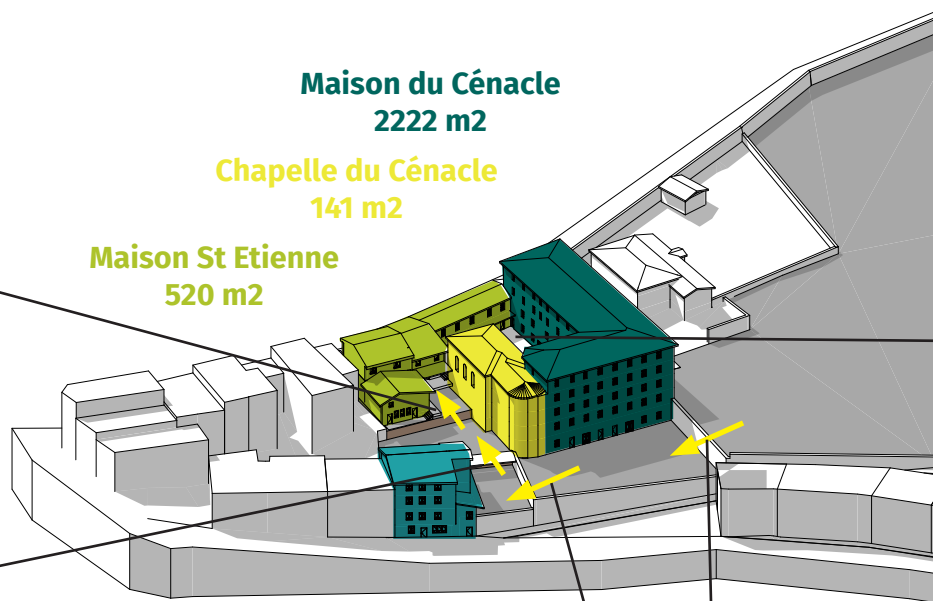 Maison du Cénacle
2222 m2
Chapelle du Cénacle
141 m2
Maison St Etienne
520 m2